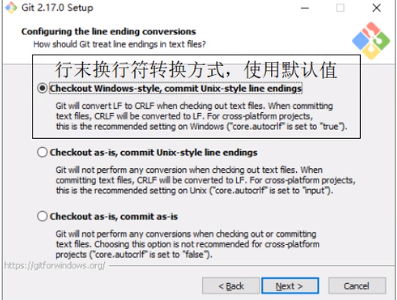 Git 2.17.0 Setup
Configuring the line ending conversions
How should Git treat line endings in text files?
行末换行符转换方式，使用默认值
Checkout Windows-style, commit Unix-style line endings
Git will convert LF to CRLF when checking out text files. When committing
text files, CRLF will be converted to LF. For cross-platform projects,
this is the recommended setting on Windows ("core.autocrlf" is set to "true").
Checkout as-is, commit Unix-style line endings
Git will not perform any conversion when checking out text files. When
committing text files, CRLF will be converted to LF. For cross-platform projects,
this is the recommended setting on Unix ("core.autocrlf" is set to "input").
Checkout as-is, commit as-is
Git will not perform any conversions when checking out or committing
text files. Choosing this option is not recommended for cross-platform
projects ("core.autocrlf" is set to "false").
https://gitforwindows.org/
< Back
Next >
Cancel